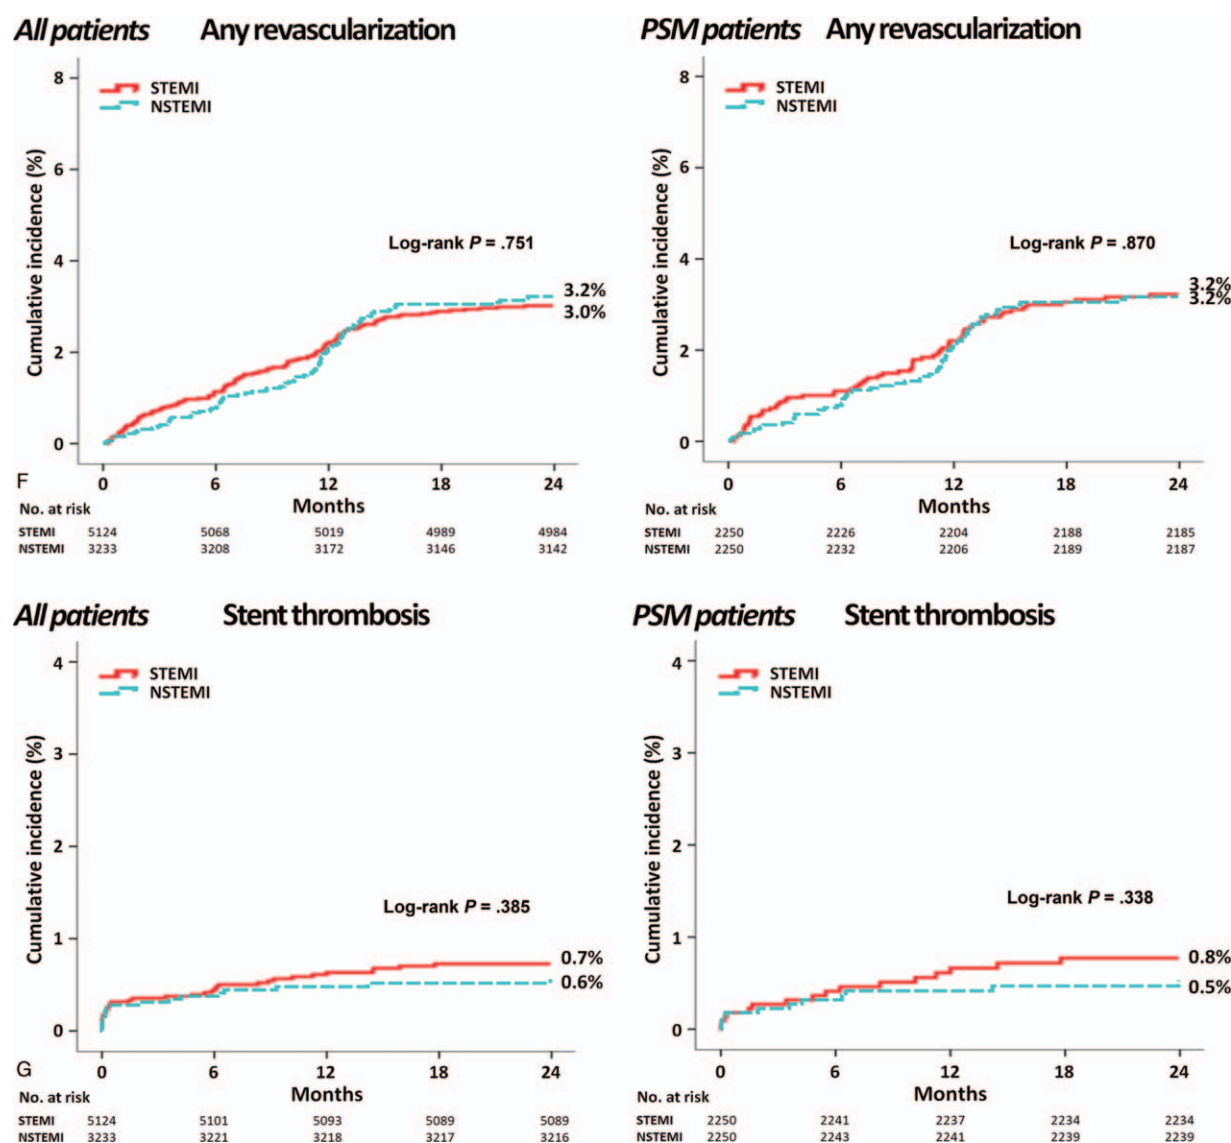 All patients Any revascularization
PSM patients Any revascularization
8
6
4
2
0
Cumulative incidence (%)
STEMI
NSTEMI
Log-rank P = .751
3.2%
3.0%
0 6 12 18 24
F
Months
No. at risk
STEMI 5124 5068 5019 4989 4984
NSTEMI 3233 3208 3172 3146 3142
8
6
4
2
0
Cumulative incidence (%)
STEMI
NSTEMI
Log-rank P = .870
3.2%
3.2%
0 6 12 18 24
Months
No. at risk
STEMI 2250 2226 2204 2188 2185
NSTEMI 2250 2232 2206 2189 2187
All patients Stent thrombosis
PSM patients Stent thrombosis
4
3
2
1
0
Cumulative incidence (%)
STEMI
NSTEMI
Log-rank P = .385
0.7%
0.6%
0 6 12 18 24
G
Months
No. at risk
STEMI 5124 5101 5093 5089 5089
NSTEMI 3233 3221 3218 3217 3216
4
3
2
1
0
Cumulative incidence (%)
STEMI
NSTEMI
Log-rank P = .338
0.8%
0.5%
0 6 12 18 24
Months
No. at risk
STEMI 2250 2241 2237 2234 2234
NSTEMI 2250 2243 2241 2239 2239